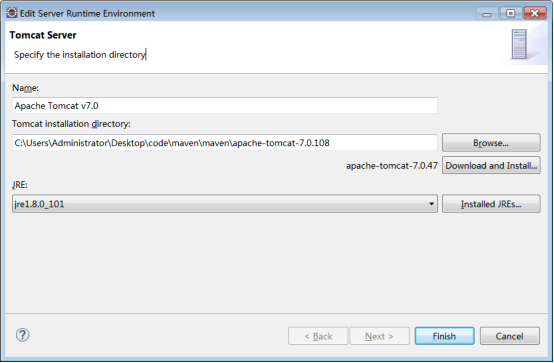 Edit Server Runtime Environment
Tomcat Server
Specify the installation directory
Name:
Apache Tomcat v7.0
Tomcat installation directory:
C:\Users\Administrator\Desktop\code\maven\maven\apache-tomcat-7.0.108
Browse...
apache-tomcat-7.0.47
Download and Install...
JRE:
jre1.8.0_101
Installed JREs...
?
< Back
Next >
Finish
Cancel